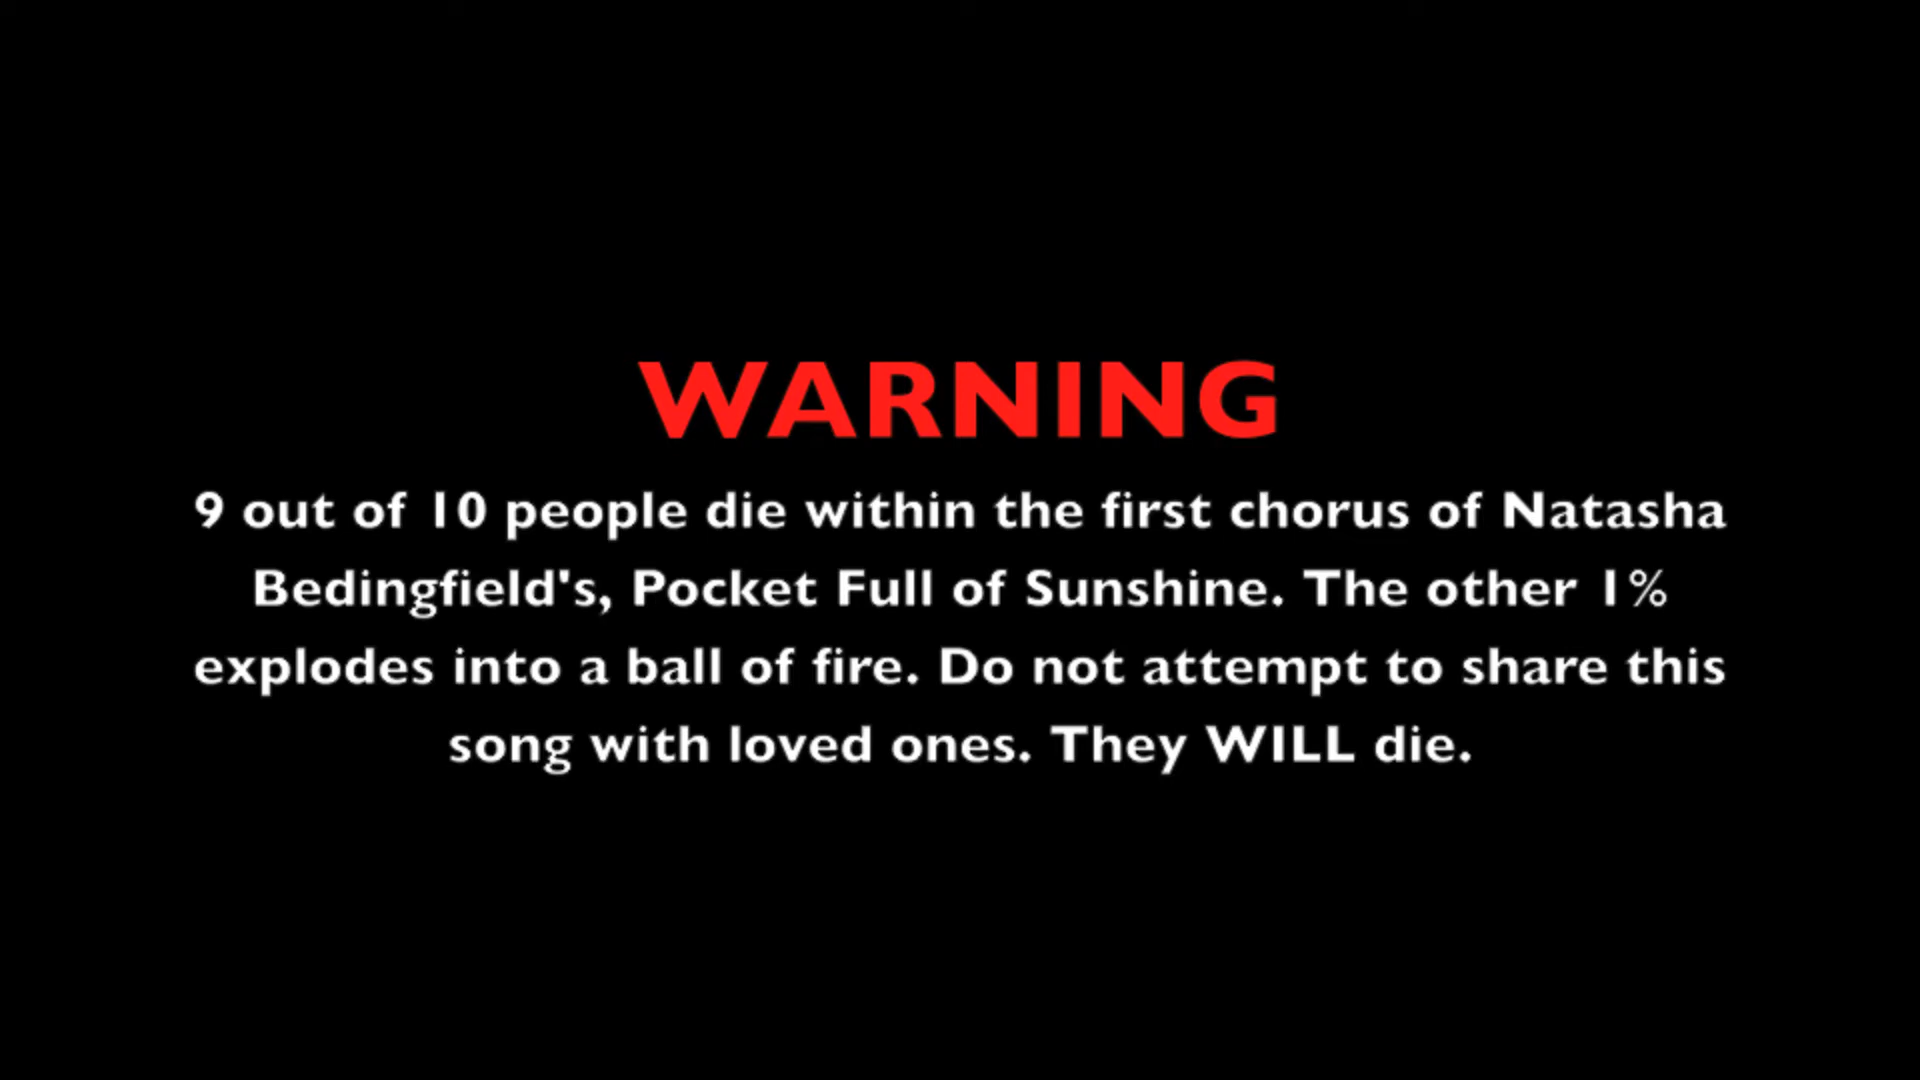 WARNING
9 out of 10 people die within the first chorus of Natasha
Bedingfield's, Pocket Full of Sunshine. The other 1%
explodes into a ball of fire. Do not attempt to share this
song with loved ones. They WILL die.